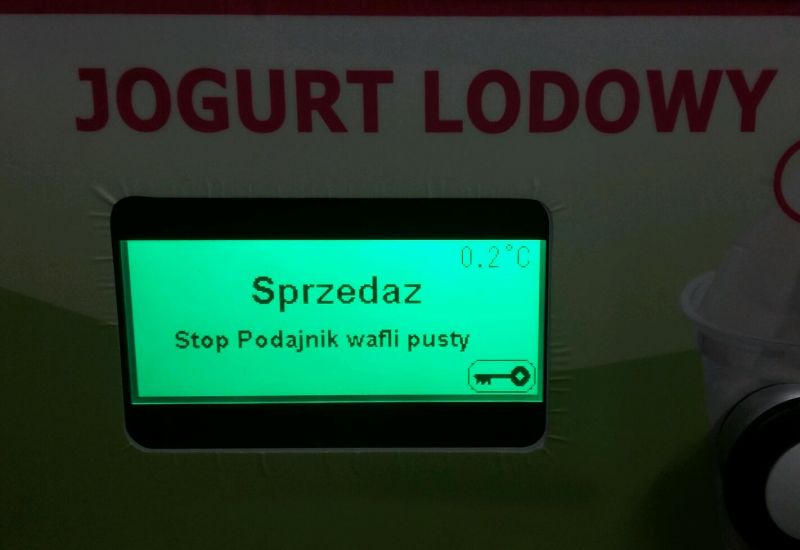 JOGURT LODOWY
0.2°C
Sprzedaz
Stop Podajnik wafli pusty